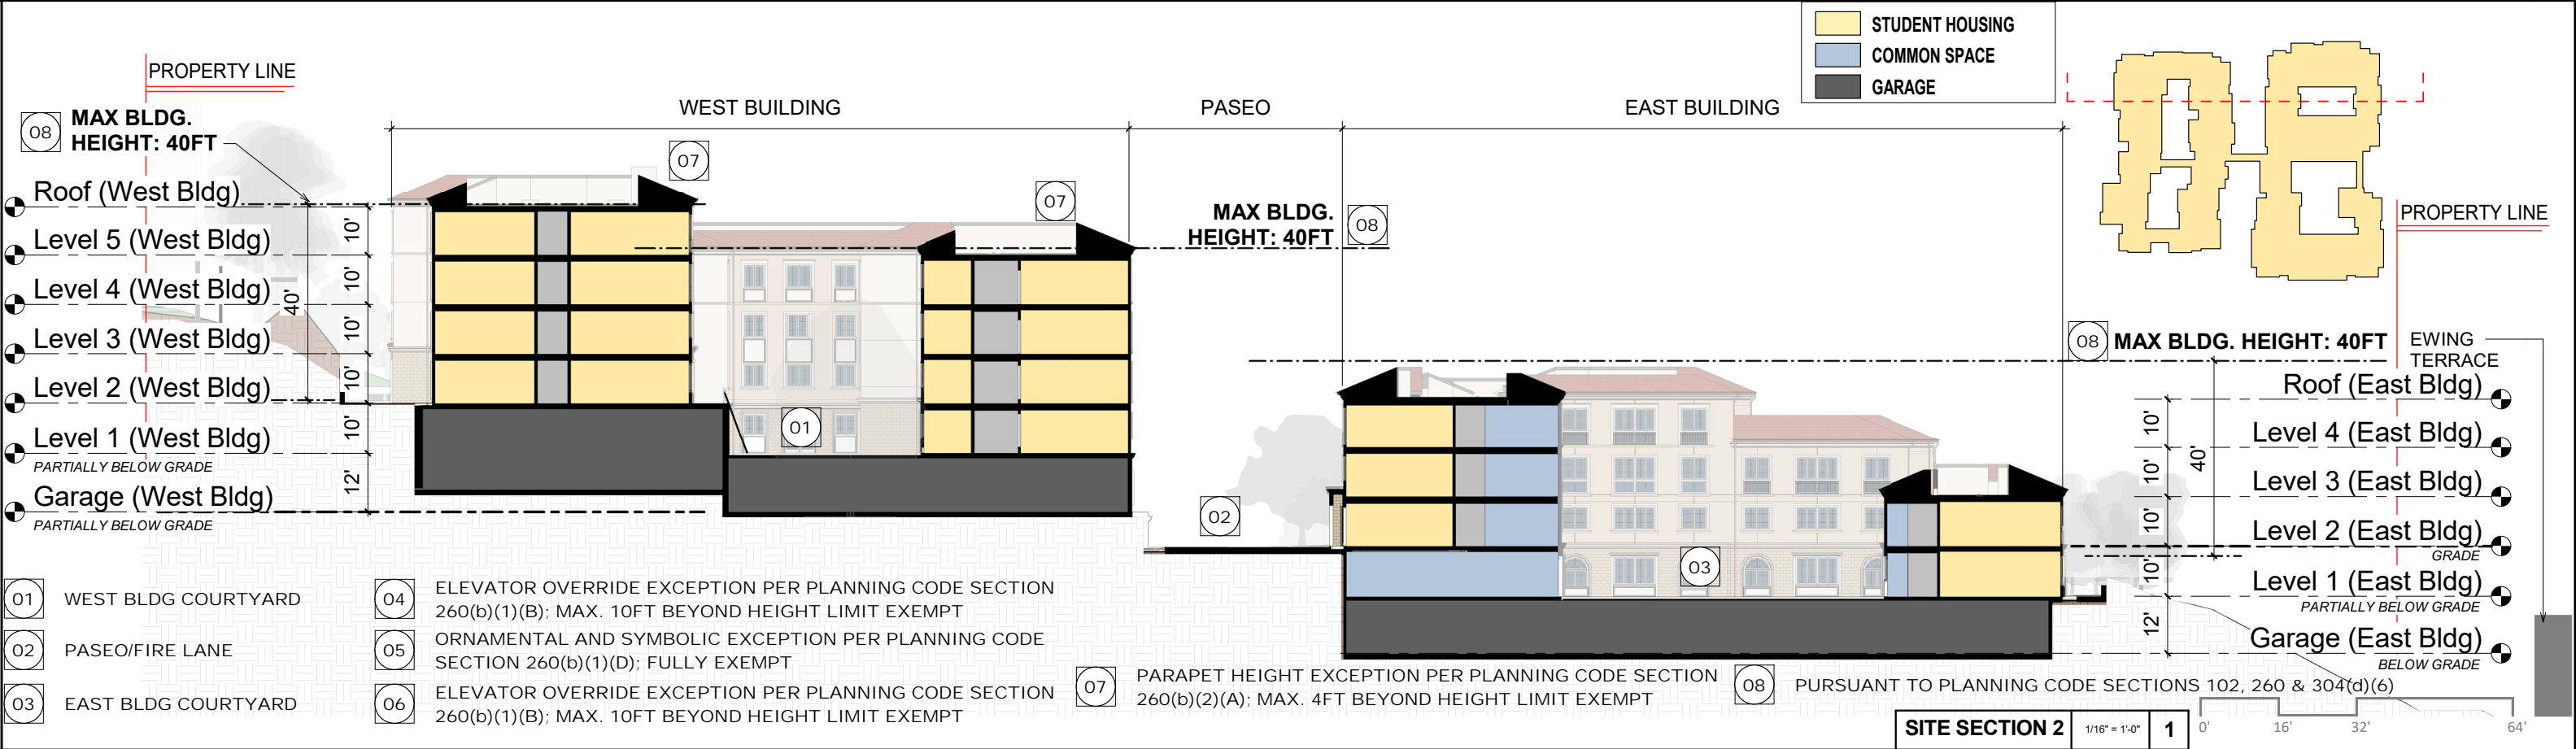 STUDENT HOUSING
COMMON SPACE
GARAGE
PROPERTY LINE
WEST BUILDING
PASEO
EAST BUILDING
08
MAX BLDG.
HEIGHT: 40FT
07
07
Roof (West Bldg)
Level 5 (West Bldg)
Level 4 (West Bldg)
Level 3 (West Bldg)
Level 2 (West Bldg)
Level 1 (West Bldg)
PARTIALLY BELOW GRADE
Garage (West Bldg)
PARTIALLY BELOW GRADE
40'
10'
10'
10'
10'
10'
12'
MAX BLDG.
HEIGHT: 40FT
08
PROPERTY LINE
01
02
03
08
MAX BLDG. HEIGHT: 40FT
EWING
TERRACE
Roof (East Bldg)
Level 4 (East Bldg)
Level 3 (East Bldg)
Level 2 (East Bldg)
GRADE
Level 1 (East Bldg)
PARTIALLY BELOW GRADE
Garage (East Bldg)
BELOW GRADE
10'
10'
10'
10'
12'
40'
01
WEST BLDG COURTYARD
02
PASEO/FIRE LANE
03
EAST BLDG COURTYARD
04
ELEVATOR OVERRIDE EXCEPTION PER PLANNING CODE SECTION
260(b)(1)(B); MAX. 10FT BEYOND HEIGHT LIMIT EXEMPT
05
ORNAMENTAL AND SYMBOLIC EXCEPTION PER PLANNING CODE
SECTION 260(b)(1)(D); FULLY EXEMPT
06
ELEVATOR OVERRIDE EXCEPTION PER PLANNING CODE SECTION
260(b)(1)(B); MAX. 10FT BEYOND HEIGHT LIMIT EXEMPT
07
PARAPET HEIGHT EXCEPTION PER PLANNING CODE SECTION
260(b)(2)(A); MAX. 4FT BEYOND HEIGHT LIMIT EXEMPT
08
PURSUANT TO PLANNING CODE SECTIONS 102, 260 & 304(d)(6)
SITE SECTION 2
1/16" = 1'-0"
1
0'
16'
32'
64'